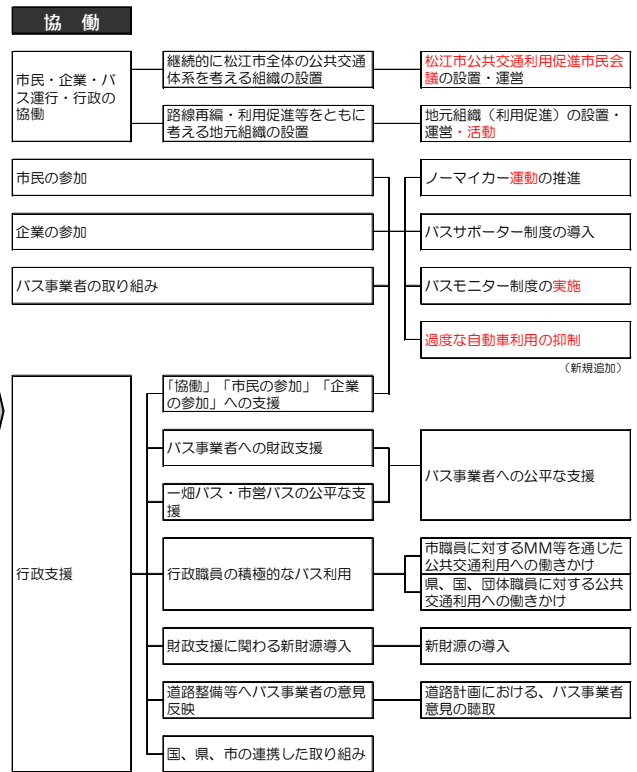 協 働
市民・企業・バ
ス運行・行政の
協働
継続的に松江市全体の公共交通
体系を考える組織の設置
松江市公共交通利用促進市民会
議の設置・運営
路線再編・利用促進等をともに
考える地元組織の設置
地元組織（利用促進）の設置・
運営・活動
市民の参加
ノーマイカー運動の推進
企業の参加
バスサポーター制度の導入
バス事業者の取り組み
バスモニター制度の実施
過度な自動車利用の抑制
（新規追加）
行政支援
「協働」「市民の参加」「企業
の参加」への支援
バス事業者への財政支援
一畑バス・市営バスの公平な支
援
バス事業者への公平な支援
行政職員の積極的なバス利用
市職員に対するMM等を通じた
公共交通利用への働きかけ
県、国、団体職員に対する公共
交通利用への働きかけ
財政支援に関わる新財源導入
新財源の導入
道路整備等へバス事業者の意見
反映
道路計画における、バス事業者
意見の聴取
国、県、市の連携した取り組み